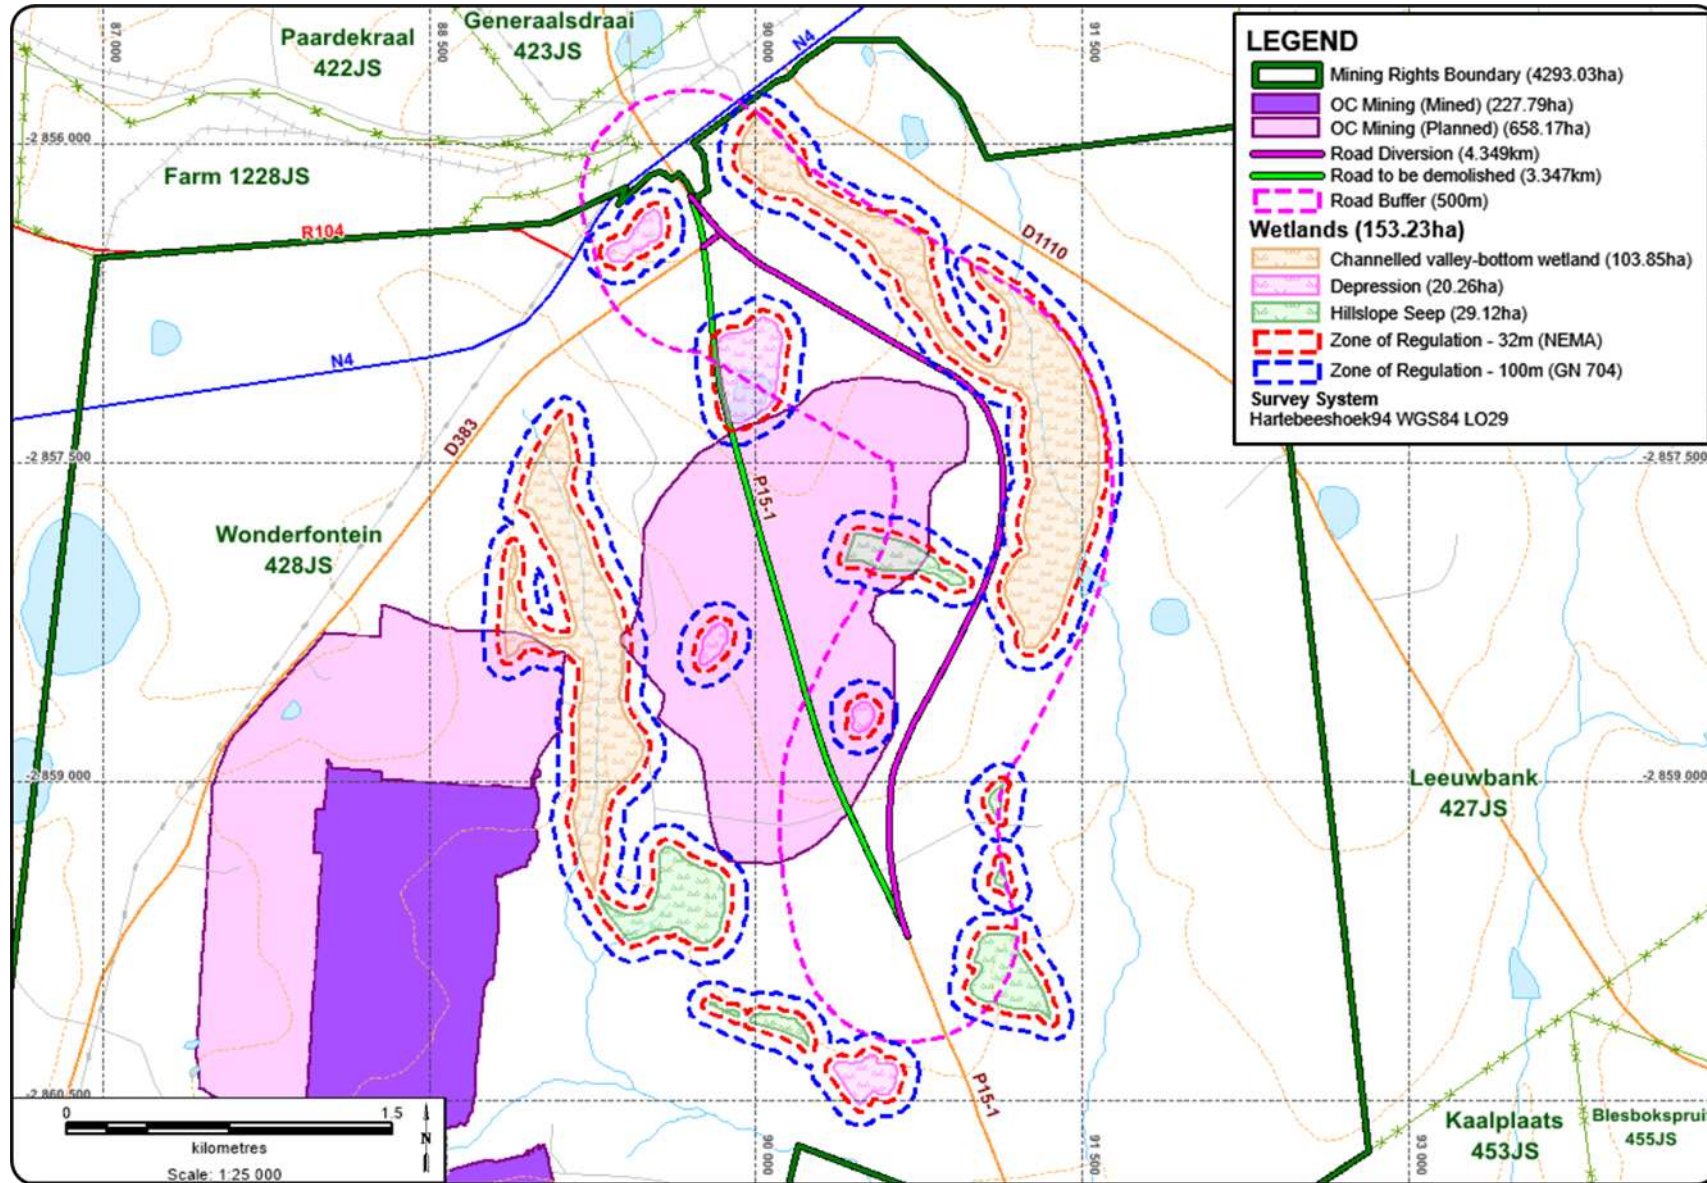 Generaalsdraai
423JS
Paardekraal
422JS
87 000
88 500
90 000
91 500
N4
-2 856 000
Farm 1228JS
R104
D1110
N4
D383
-2 857 500
-2 857 500
P15-1
Wonderfontein
428JS
-2 859 000
-2 859 000
Leeuwbank
427JS
P15-1
-2 860 500
90 000
91 500
93 000
Kaalplaats
453JS
Blesbokspruit
455JS
LEGEND
Mining Rights Boundary (4293.03ha)
OC Mining (Mined) (227.79ha)
OC Mining (Planned) (658.17ha)
Road Diversion (4.349km)
Road to be demolished (3.347km)
Road Buffer (500m)
Wetlands (153.23ha)
Channelled valley-bottom wetland (103.85ha)
Depression (20.26ha)
Hillslope Seep (29.12ha)
Zone of Regulation - 32m (NEMA)
Zone of Regulation - 100m (GN 704)
Survey System
Hartebeeshoek94 WGS84 LO29
0 1.5
kilometres
N
Scale: 1:25 000